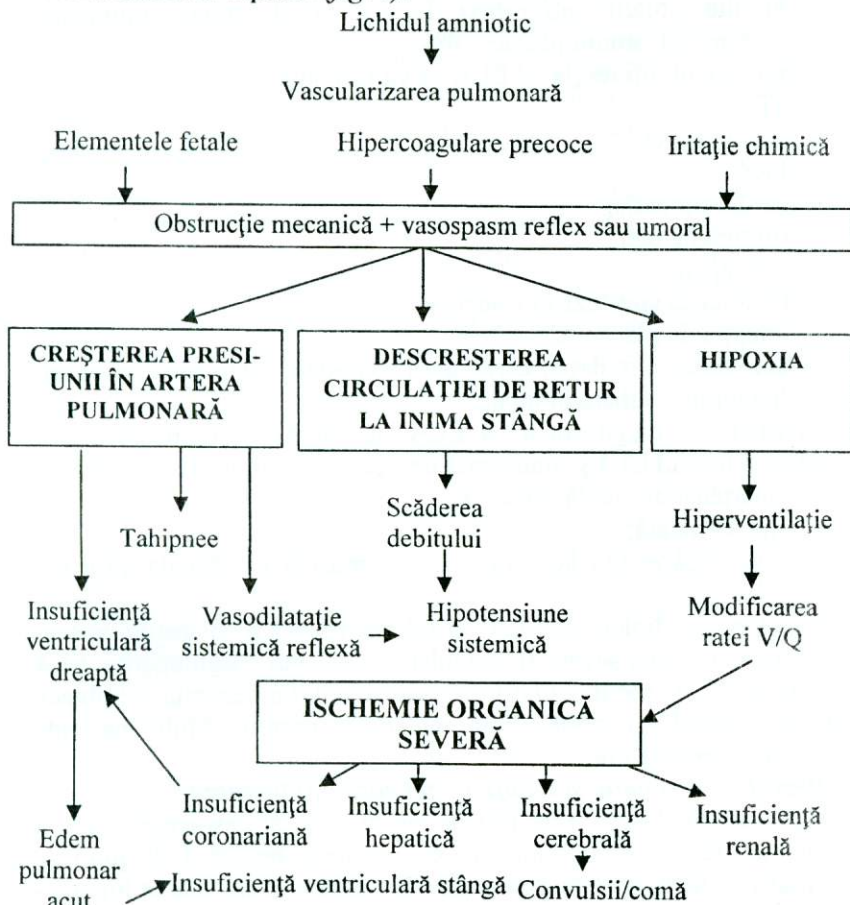 Lichidul amniotic
Vascularizarea pulmonară
Elementele fetale
Hipercoagulare precoce
Iritaţie chimică
Obstrucţie mecanică + vasospasm reflex sau umoral
CREŞTEREA PRESI-
UNII ÎN ARTERA
PULMONARĂ
DESCREŞTEREA
CIRCULAŢIEI DE RETUR
LA INIMA STÂNGĂ
HIPOXIA
Tahipnee
Scăderea
debitului
Hiperventilaţie
Insuficienţă
ventriculară
dreaptă
Vasodilataţie
sistemică reflexă
Hipotensiune
sistemică
Modificarea
ratei V/Q
ISCHEMIE ORGANICĂ
SEVERĂ
Insuficienţă
coronariană
Insuficienţă
hepatică
Insuficienţă
cerebrală
Insuficienţă
renală
Edem
pulmonar
acut
Insuficienţă ventriculară stângă
Convulsii/comă